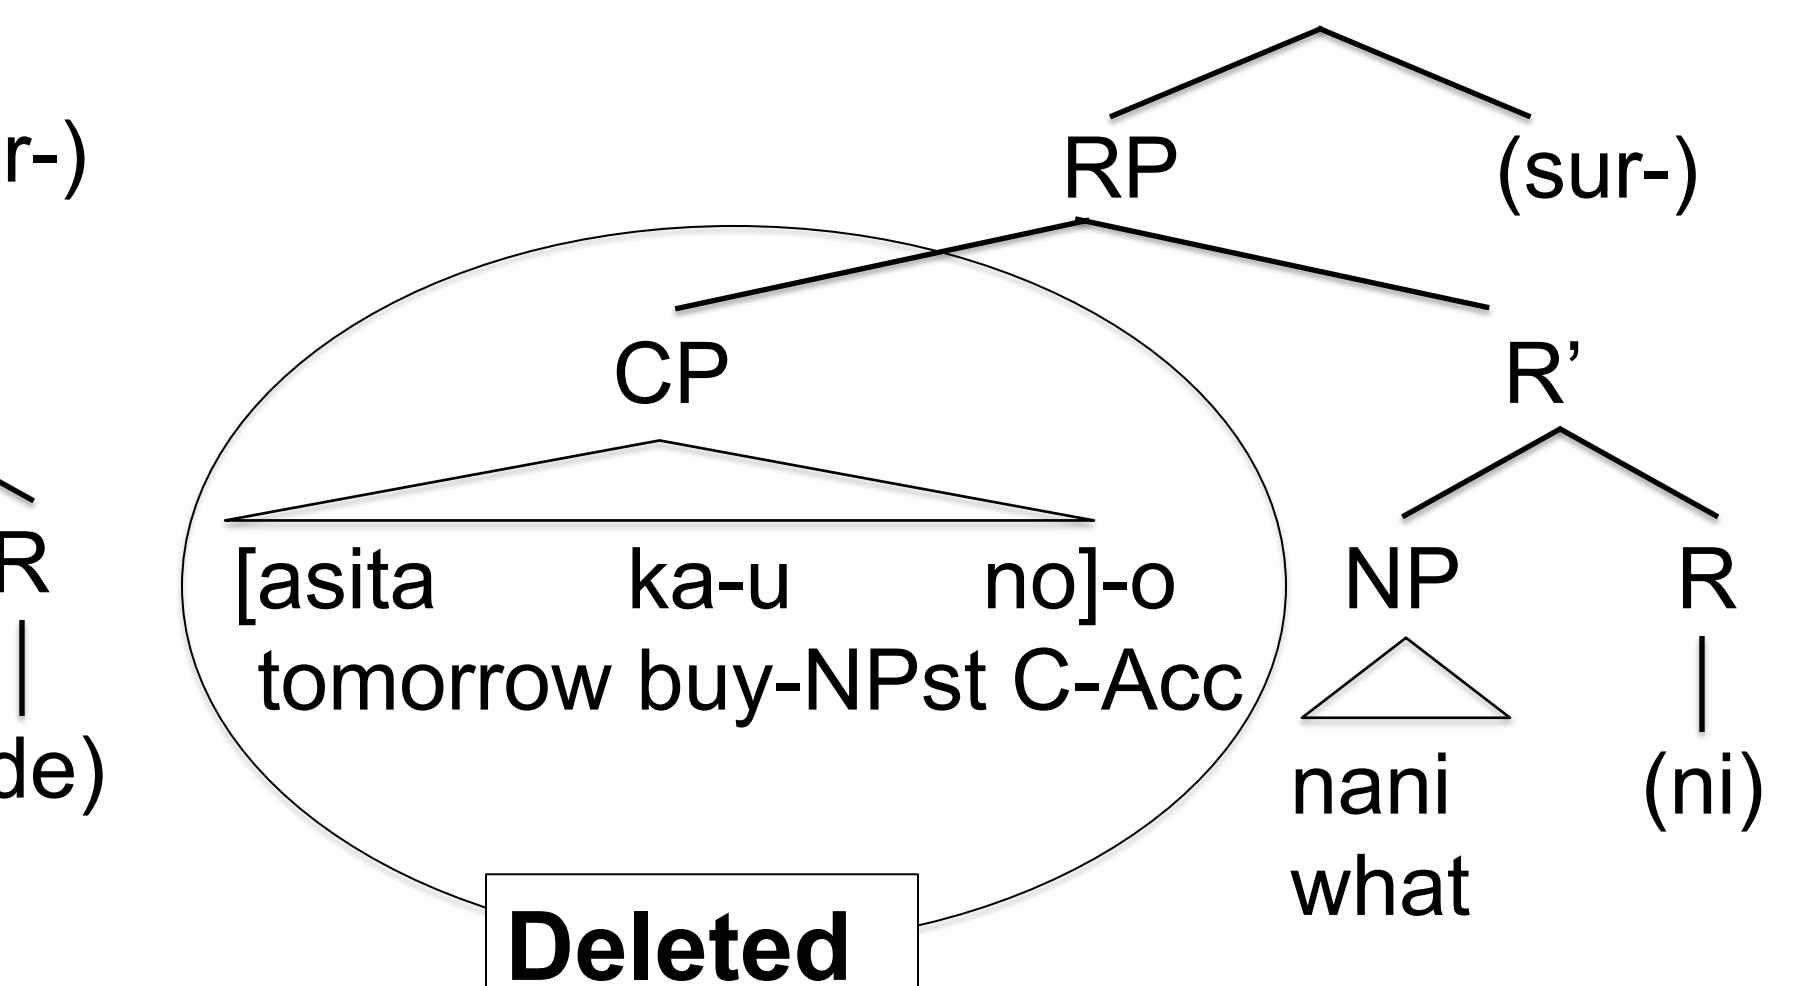 r-)
RP (sur-)
CP R’
R
[asita ka-u no]-o NP R
tomorrow buy-NPst C-Acc
de)
nani (ni)
what
Deleted